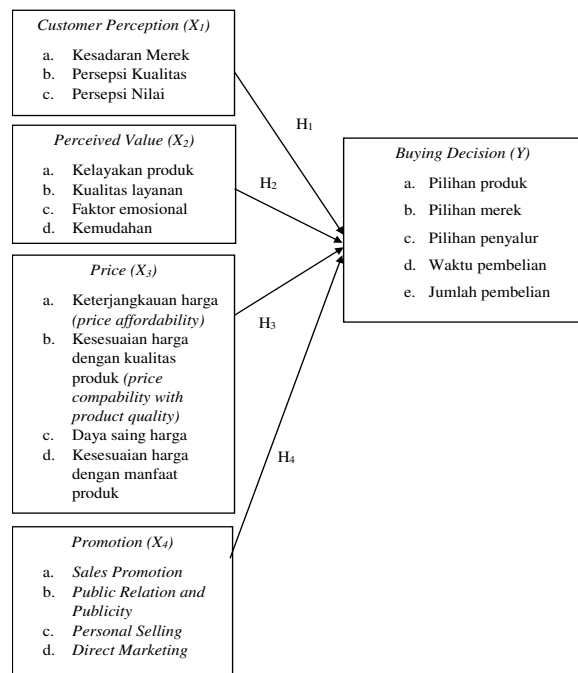 Customer Perception (X1)
a. Kesadaran Merek
b. Persepsi Kualitas
c. Persepsi Nilai
H1
Perceived Value (X2)
a. Kelayakan produk
b. Kualitas layanan
c. Faktor emosional
d. Kemudahan
H2
Buying Decision (Y)
a. Pilihan produk
b. Pilihan merek
c. Pilihan penyalur
d. Waktu pembelian
e. Jumlah pembelian
Price (X3)
a. Keterjangkauan harga
(price affordability)
b. Kesesuaian harga
dengan kualitas
produk (price
compability with
product quality)
c. Daya saing harga
d. Kesesuaian harga
dengan manfaat
produk
H3
H4
Promotion (X4)
a. Sales Promotion
b. Public Relation and
Publicity
c. Personal Selling
d. Direct Marketing